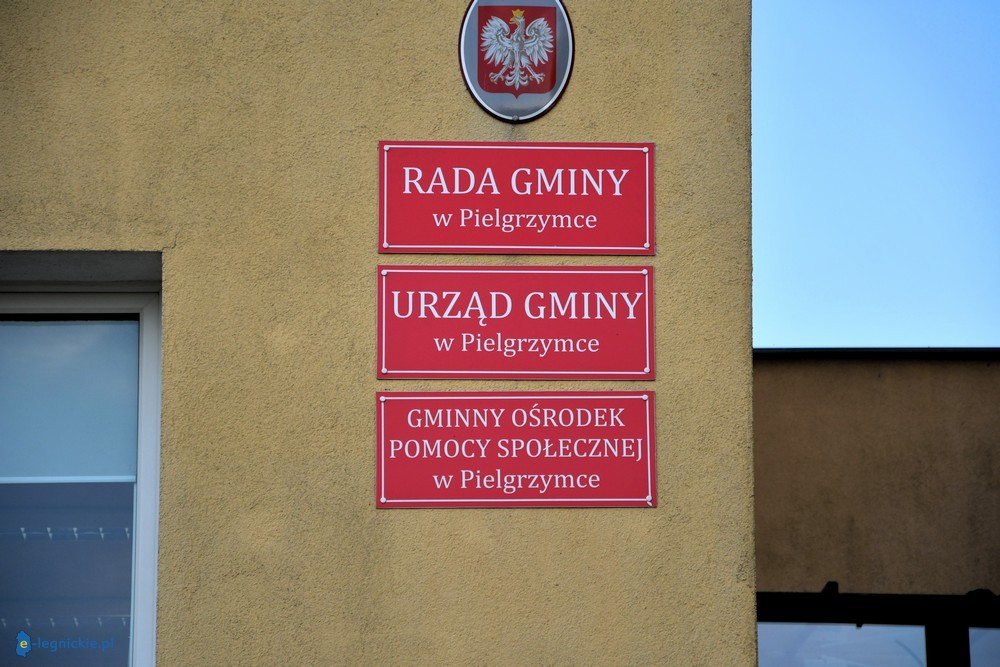 RADA GMINY
w Pielgrzymce
URZĄD GMINY
w Pielgrzymce
GMINNY OŚRODEK
POMOCY SPOŁECZNEJ
w Pielgrzymce
e-legnickie.pl